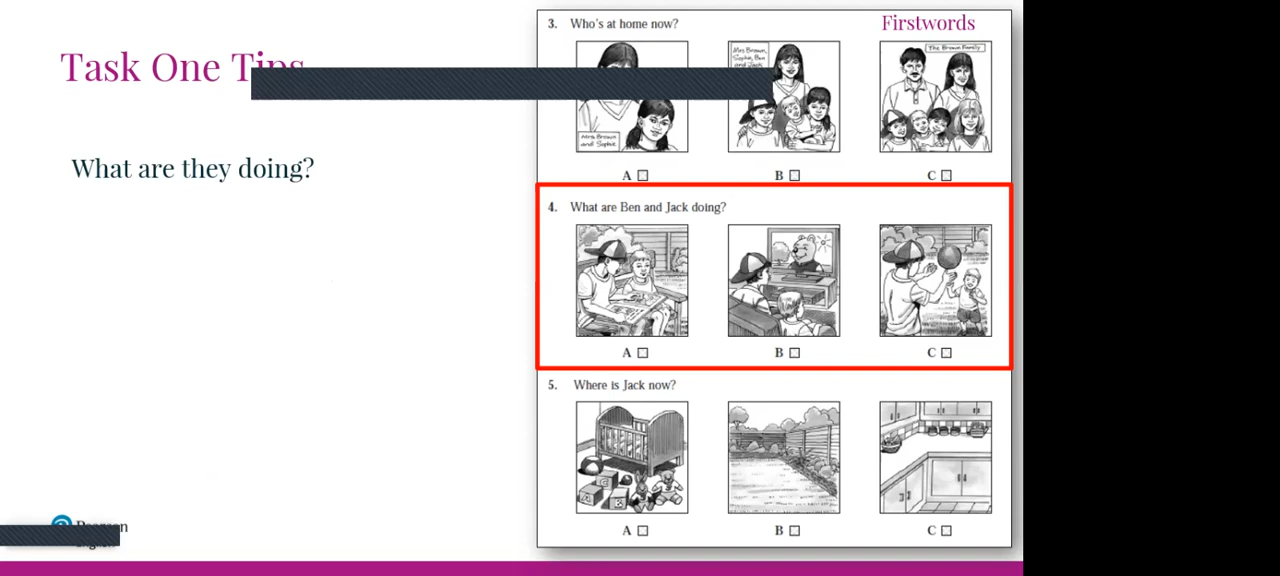 Task One Tips
What are they doing?
Firstwords
3. Who's at home now?
Mrs Brown
and Sophie
Mrs Brown,
Sophie, Ben
and Jack
The Brown Family
A
B
C
4. What are Ben and Jack doing?
A
B
C
5. Where is Jack now?
A
B
C